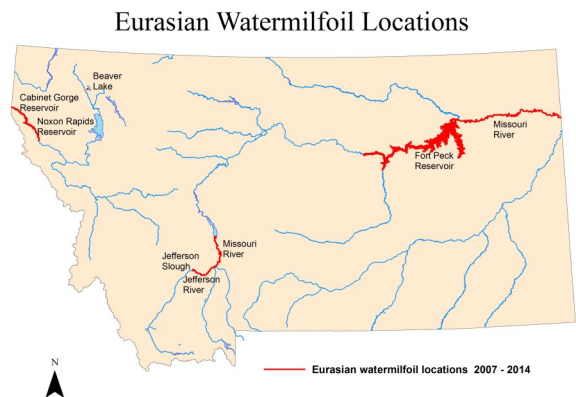 Eurasian Watermilfoil Locations
Beaver
Lake
Cabinet Gorge
Reservoir
Noxon Rapids
Reservoir
Missouri
River
Fort Peck
Reservoir
Missouri
River
Jefferson
Slough
Jefferson
River
N
Eurasian watermilfoil locations 2007 - 2014